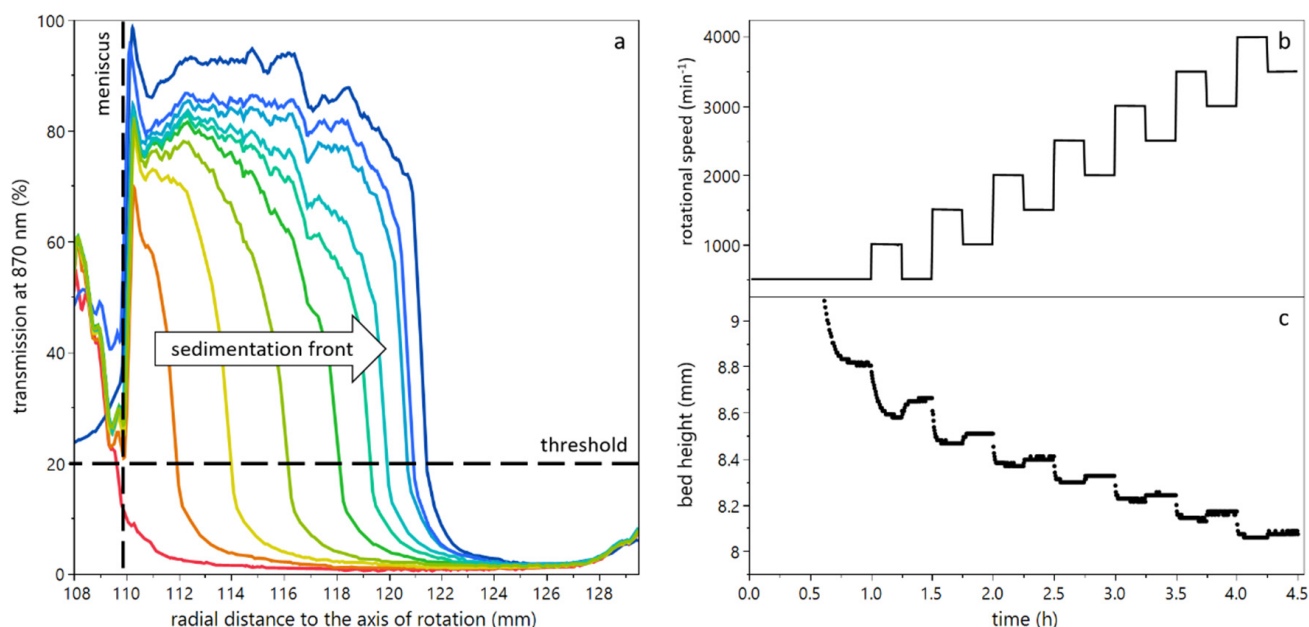 a
meniscus
sedimentation front
threshold
transmission at 870 nm (%)
100
80
60
40
20
0
108 110 112 114 116 118 120 122 124 126 128
radial distance to the axis of rotation (mm)
b
rotational speed (min⁻¹)
4000
3000
2000
1000
c
bed height (mm)
9
8.8
8.6
8.4
8.2
8
0.0 0.5 1.0 1.5 2.0 2.5 3.0 3.5 4.0 4.5
time (h)